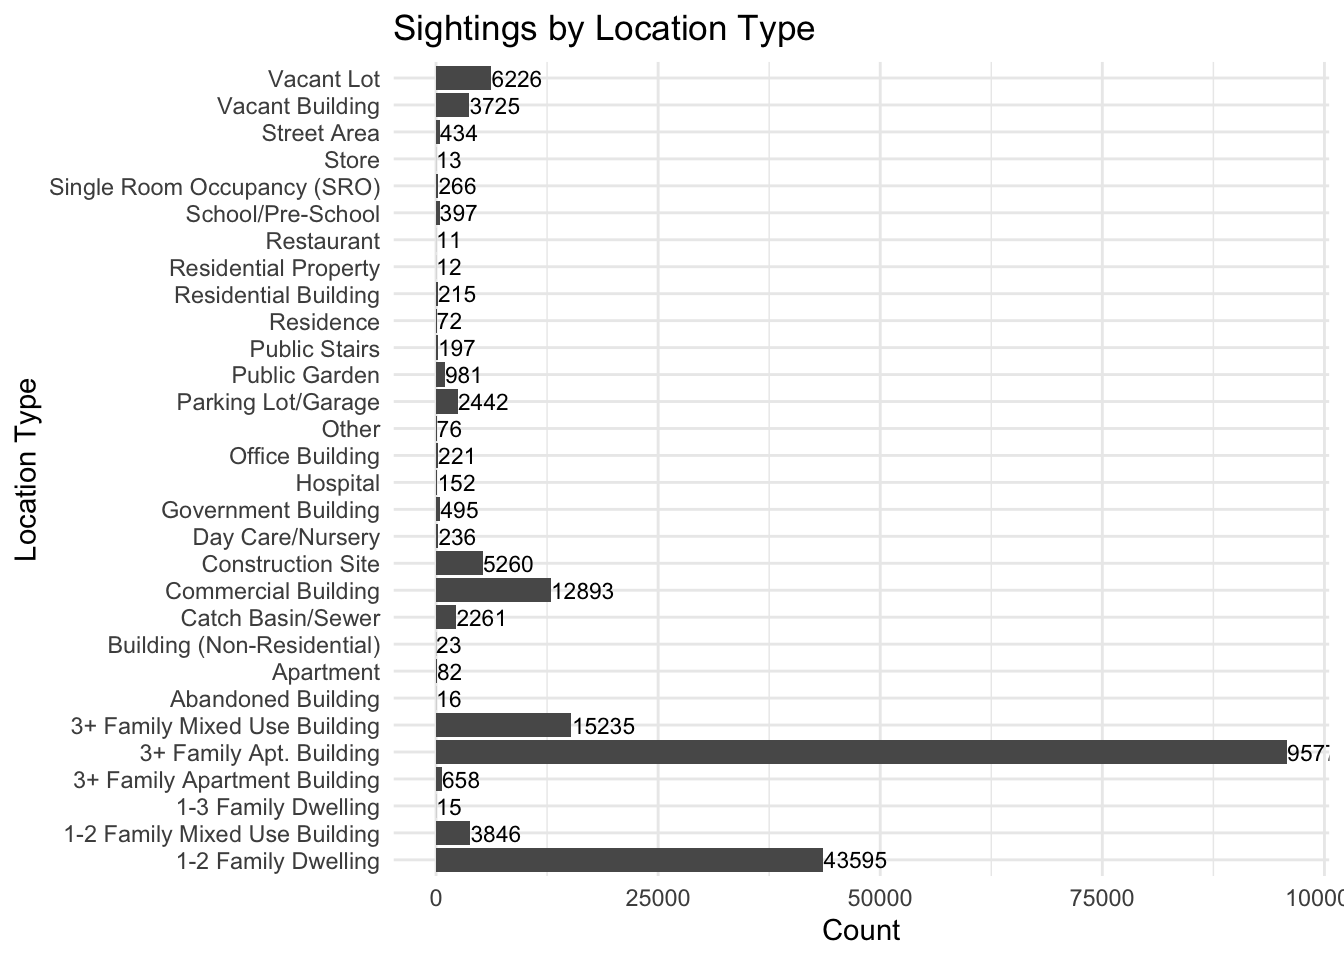 Sightings by Location Type
Vacant Lot 6226
Vacant Building 3725
Street Area 434
Store 13
Single Room Occupancy (SRO) 266
School/Pre-School 397
Restaurant 11
Residential Property 12
Residential Building 215
Residence 72
Public Stairs 197
Public Garden 981
Parking Lot/Garage 2442
Other 76
Office Building 221
Hospital 152
Government Building 495
Day Care/Nursery 236
Construction Site 5260
Commercial Building 12893
Catch Basin/Sewer 2261
Building (Non-Residential) 23
Apartment 82
Abandoned Building 16
3+ Family Mixed Use Building 15235
3+ Family Apt. Building
3+ Family Apartment Building 658
1-3 Family Dwelling 15
1-2 Family Mixed Use Building 3846
1-2 Family Dwelling 43595
Location Type
0 25000 50000 75000
Count